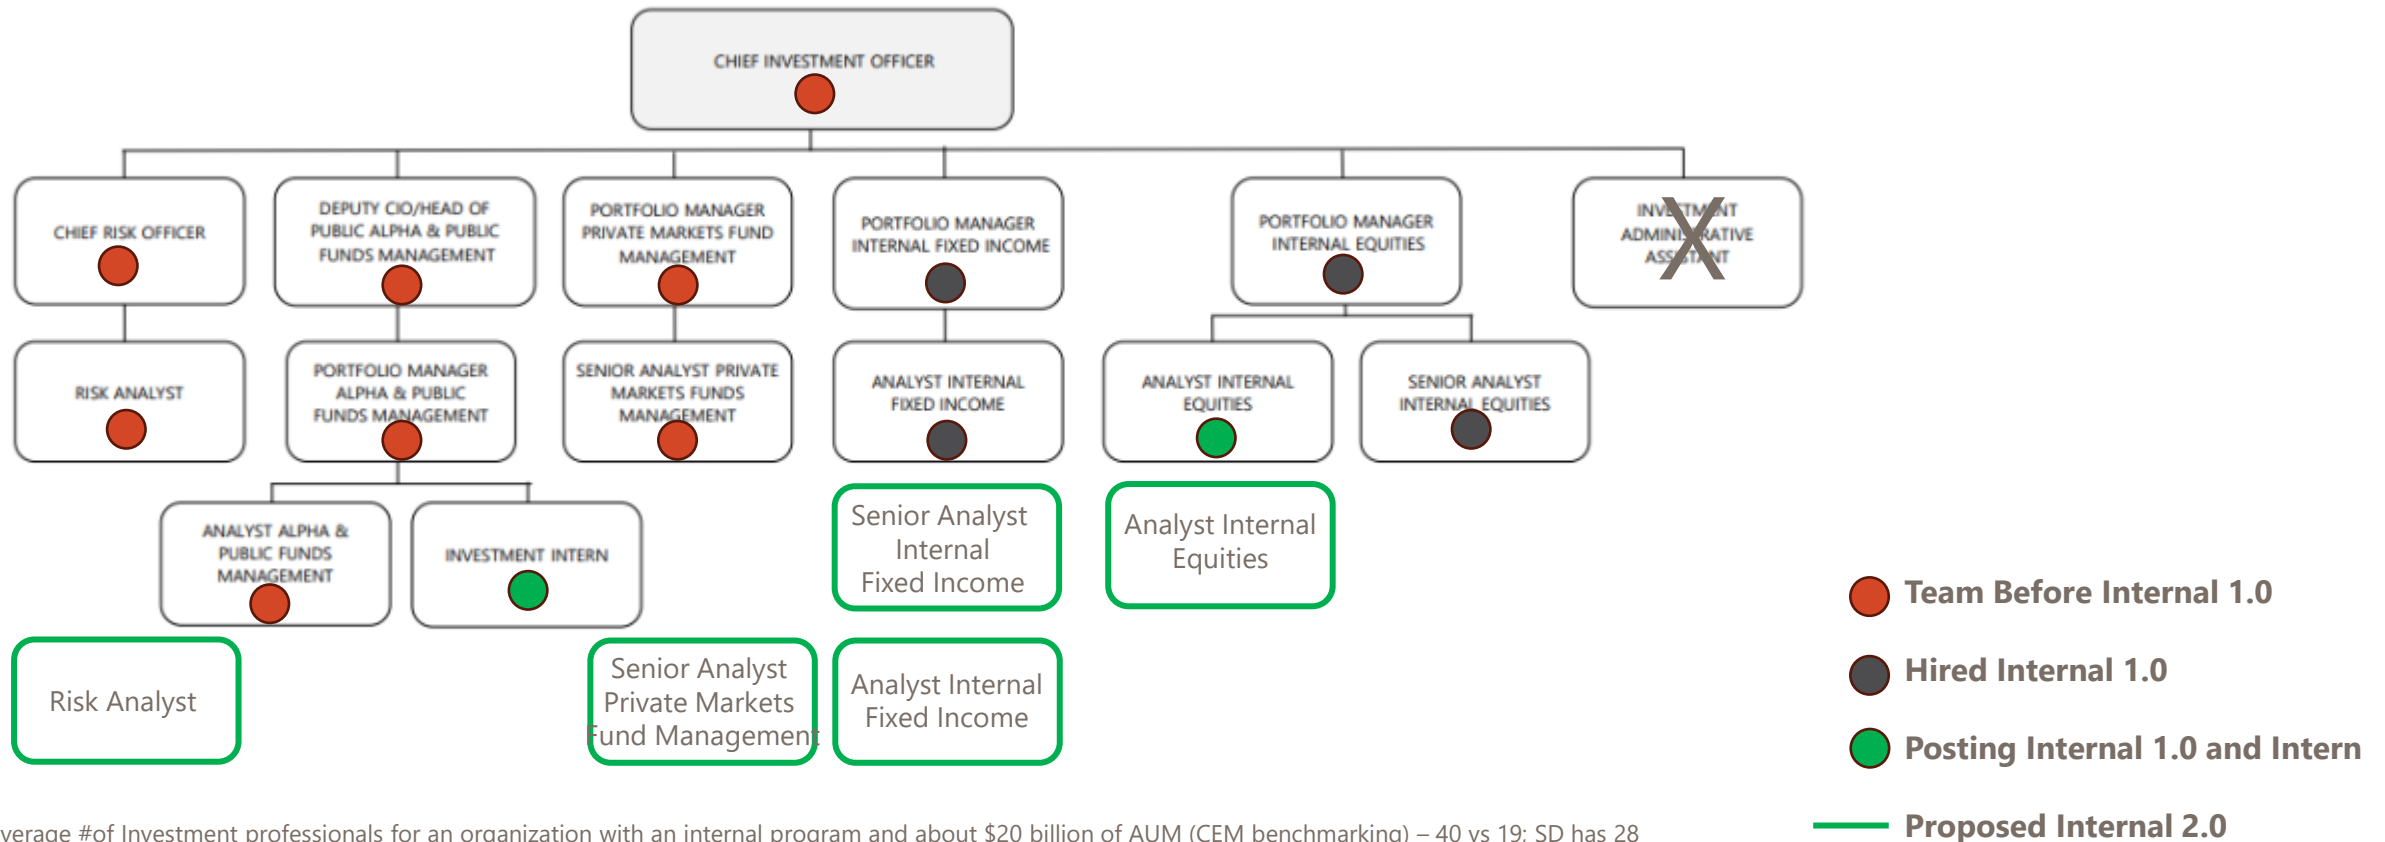 CHIEF INVESTMENT OFFICER
CHIEF RISK OFFICER
DEPUTY CIO/HEAD OF
PUBLIC ALPHA & PUBLIC
FUNDS MANAGEMENT
PORTFOLIO MANAGER
PRIVATE MARKETS FUND
MANAGEMENT
PORTFOLIO MANAGER
INTERNAL FIXED INCOME
PORTFOLIO MANAGER
INTERNAL EQUITIES
INVESTMENT
ADMINISTRATIVE
ASSISTANT
X
RISK ANALYST
PORTFOLIO MANAGER
ALPHA & PUBLIC
FUNDS MANAGEMENT
SENIOR ANALYST PRIVATE
MARKETS FUNDS
MANAGEMENT
ANALYST INTERNAL
FIXED INCOME
ANALYST INTERNAL
EQUITIES
SENIOR ANALYST
INTERNAL EQUITIES
ANALYST ALPHA &
PUBLIC FUNDS
MANAGEMENT
INVESTMENT INTERN
Senior Analyst
Internal
Fixed Income
Analyst Internal
Equities
Risk Analyst
Senior Analyst
Private Markets
Fund Management
Analyst Internal
Fixed Income
Team Before Internal 1.0
Hired Internal 1.0
Posting Internal 1.0 and Intern
Proposed Internal 2.0
verage #of Investment professionals for an organization with an internal program and about $20 billion of AUM (CEM benchmarking) – 40 vs 19; SD has 28